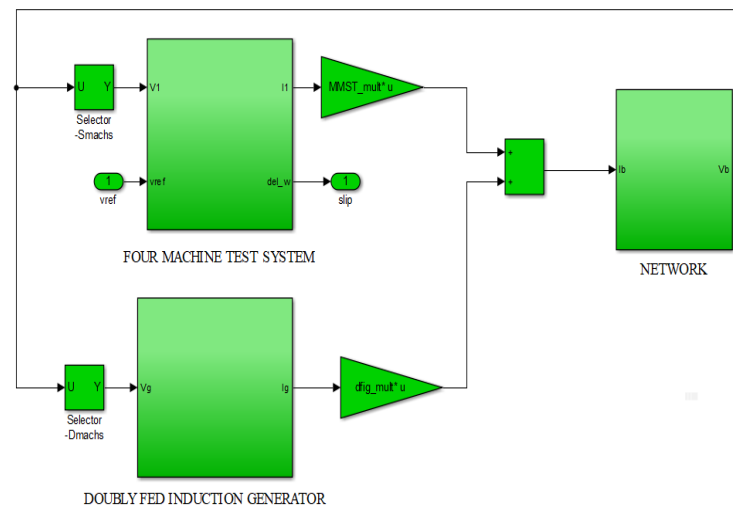 U Y
Selector
-Smachs
V1
I1
vref
del_w
MMST_mult* u
1
vref
1
slip
FOUR MACHINE TEST SYSTEM
+
+
Ib
Vb
NETWORK
U Y
Selector
-Dmachs
Vg
Ig
dfig_mult* u
DOUBLY FED INDUCTION GENERATOR